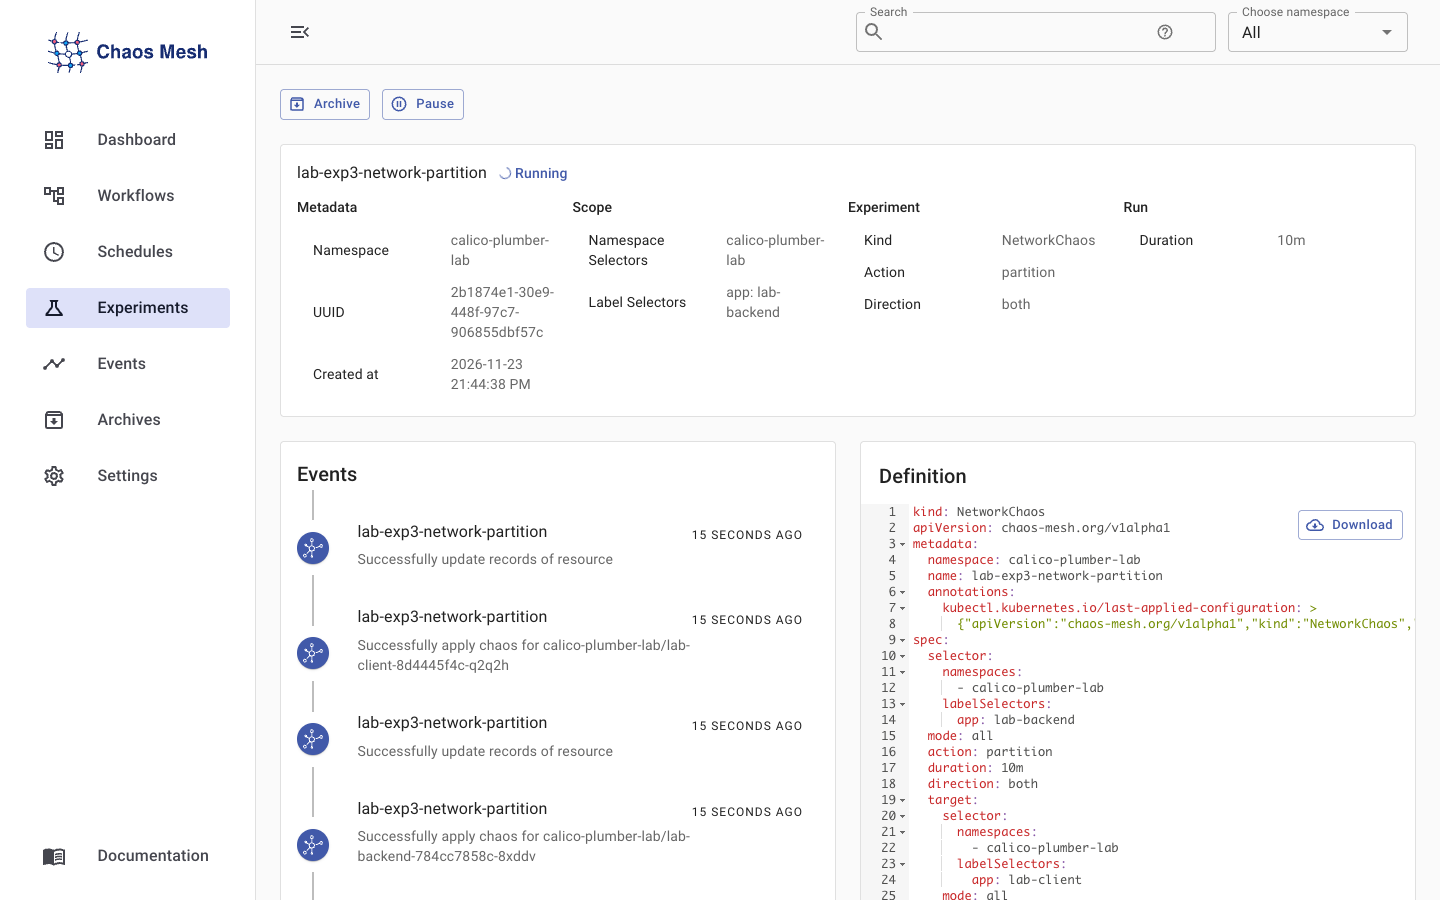 Chaos Mesh
Dashboard
Workflows
Schedules
Experiments
Events
Archives
Settings
Documentation
Search
Choose namespace
All
Archive
Pause
lab-exp3-network-partition
Running
Metadata
Namespace
calico-plumber-
lab
UUID
2b1874e1-30e9-
448f-97c7-
906855dbf57c
Created at
2026-11-23
21:44:38 PM
Scope
Namespace
Selectors
calico-plumber-
lab
Label Selectors
app: lab-
backend
Experiment
Kind
NetworkChaos
Action
partition
Direction
both
Run
Duration
10m
Events
lab-exp3-network-partition
15 SECONDS AGO
Successfully update records of resource
lab-exp3-network-partition
15 SECONDS AGO
Successfully apply chaos for calico-plumber-lab/lab-
client-8d4445f4c-q2q2h
lab-exp3-network-partition
15 SECONDS AGO
Successfully update records of resource
lab-exp3-network-partition
15 SECONDS AGO
Successfully apply chaos for calico-plumber-lab/lab-
backend-784cc7858c-8xddv
Definition
Download
1 kind: NetworkChaos
2 apiVersion: chaos-mesh.org/v1alpha1
3 metadata:
4 namespace: calico-plumber-lab
5 name: lab-exp3-network-partition
6 annotations:
7 kubectl.kubernetes.io/last-applied-configuration: >
8 {"apiVersion":"chaos-mesh.org/v1alpha1","kind":"NetworkChaos","
9 spec:
10 selector:
11 namespaces:
12 - calico-plumber-lab
13 labelSelectors:
14 app: lab-backend
15 mode: all
16 action: partition
17 duration: 10m
18 direction: both
19 target:
20 selector:
21 namespaces:
22 - calico-plumber-lab
23 labelSelectors:
24 app: lab-client
25 mode: all